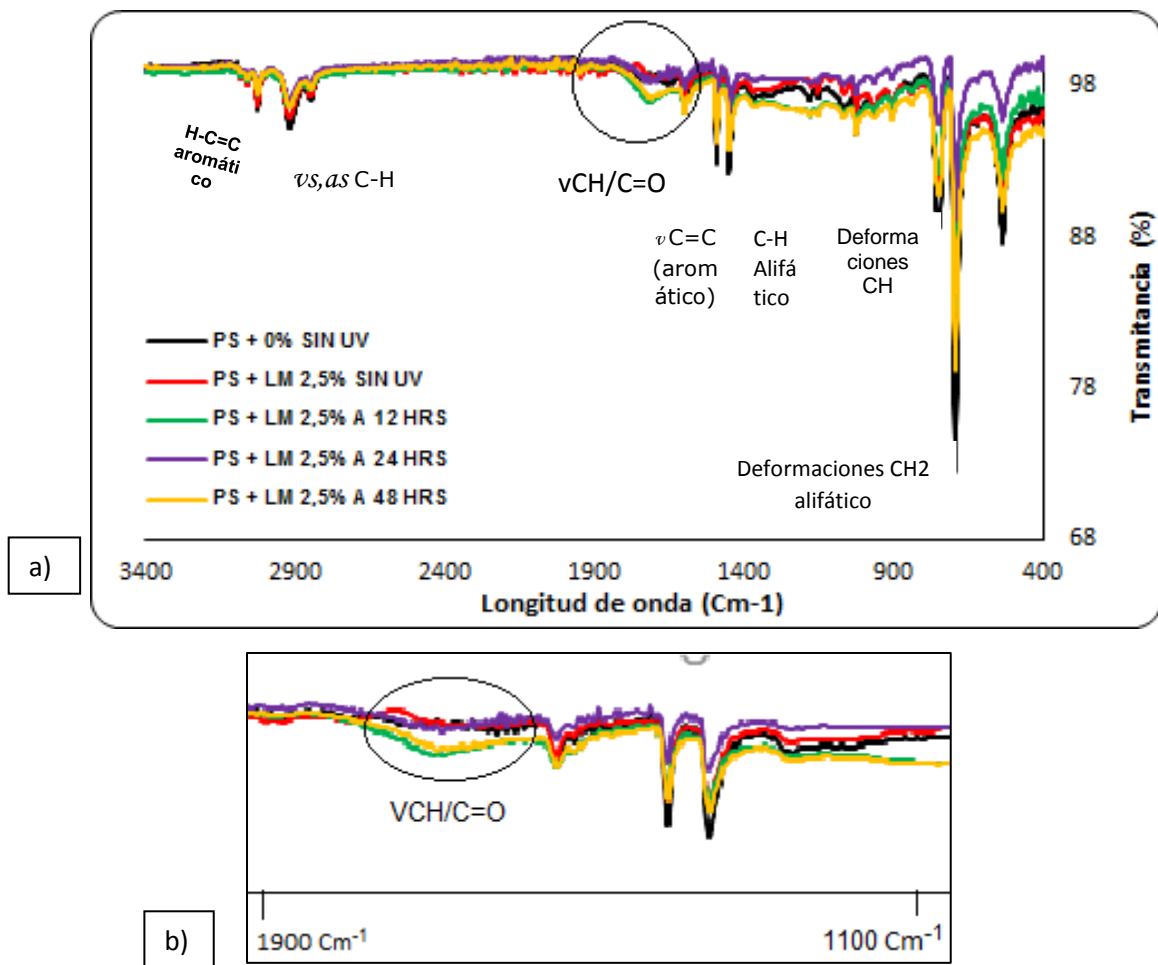 98
H-C=C
aromáti
co
νs,as C-H
νCH/C=O
ν C=C
(arom
ático)
C-H
Alifá
tico
Deforma
ciones
CH
88
PS + 0% SIN UV
PS + LM 2,5% SIN UV
PS + LM 2,5% A 12 HRS
PS + LM 2,5% A 24 HRS
PS + LM 2,5% A 48 HRS
78
Deformaciones CH2
alifático
68
Transmitancia (%)
a)
3400 2900 2400 1900 1400 900 400
Longitud de onda (Cm-1)
VCH/C=O
b)
1900 Cm⁻¹ 1100 Cm⁻¹